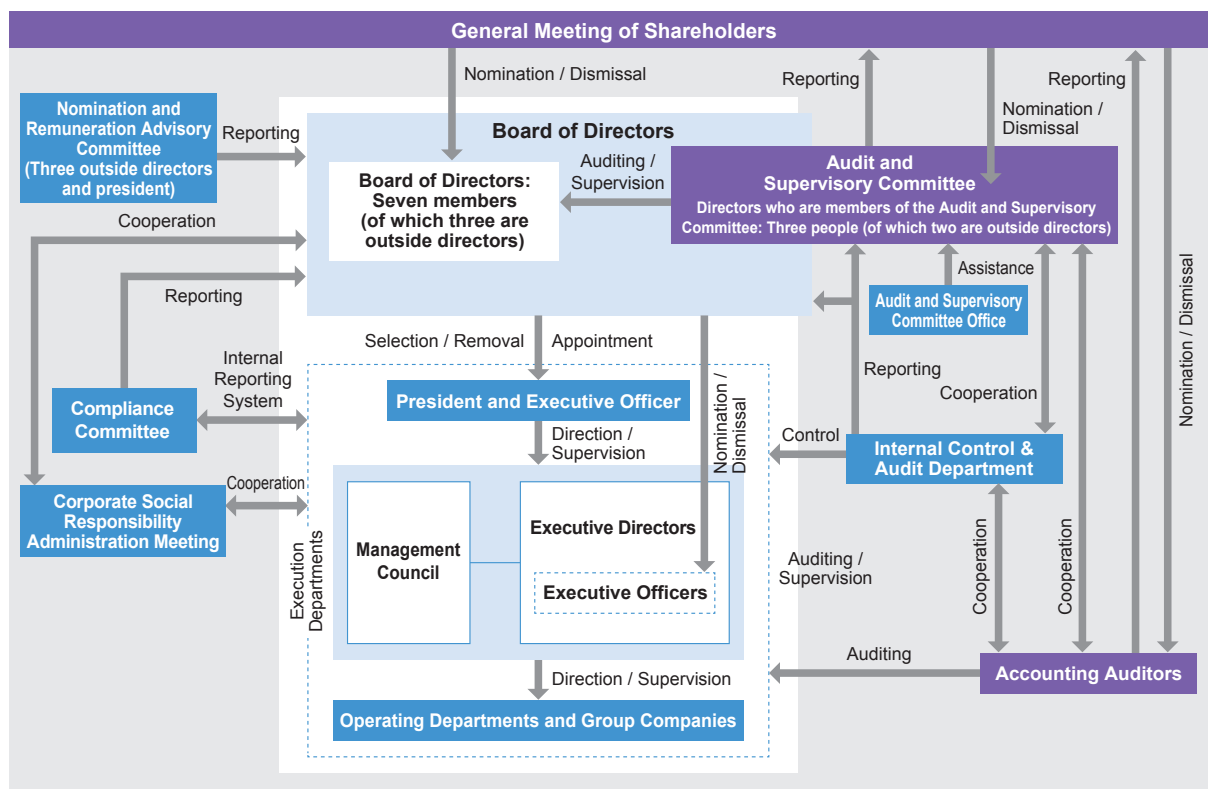 General Meeting of Shareholders
Nomination / Dismissal
Reporting
Nomination /
Dismissal
Reporting
Nomination / Dismissal
Nomination and
Remuneration Advisory
Committee
(Three outside directors
and president)
Reporting
Board of Directors
Board of Directors:
Seven members
(of which three are
outside directors)
Auditing /
Supervision
Audit and
Supervisory Committee
Directors who are members of the Audit and Supervisory
Committee: Three people (of which two are outside directors)
Cooperation
Reporting
Assistance
Audit and Supervisory
Committee Office
Selection / Removal
Appointment
Internal
Reporting
System
Compliance
Committee
President and Executive Officer
Nomination /
Dismissal
Reporting
Cooperation
Direction /
Supervision
Control
Internal Control &
Audit Department
Cooperation
Corporate Social
Responsibility
Administration Meeting
Execution
Departments
Management
Council
Executive Directors
Executive Officers
Auditing /
Supervision
Cooperation
Cooperation
Auditing
Accounting Auditors
Direction / Supervision
Operating Departments and Group Companies